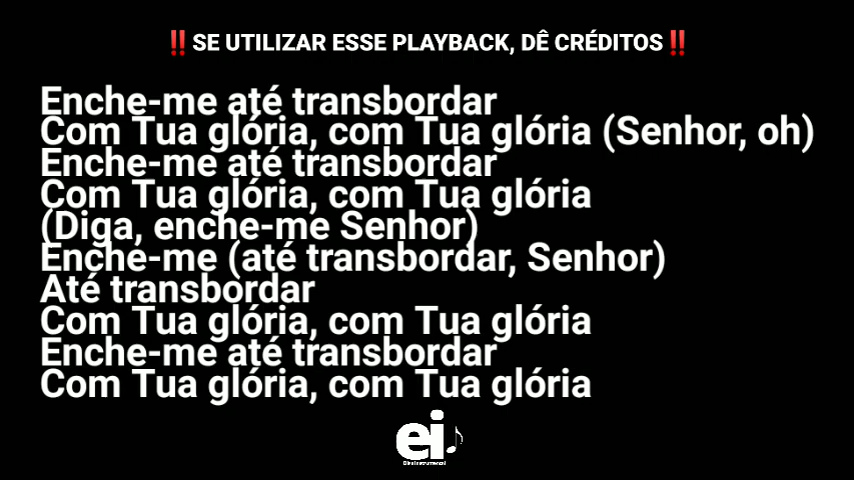 ‼️SE UTILIZAR ESSE PLAYBACK, DÊ CRÉDITOS‼️
Enche-me até transbordar
Com Tua glória, com Tua glória (Senhor, oh)
Enche-me até transbordar
Com Tua glória, com Tua glória
(Diga, enche-me Senhor)
Enche-me (até transbordar, Senhor)
Até transbordar
Com Tua glória, com Tua glória
Enche-me até transbordar
Com Tua glória, com Tua glória
ei